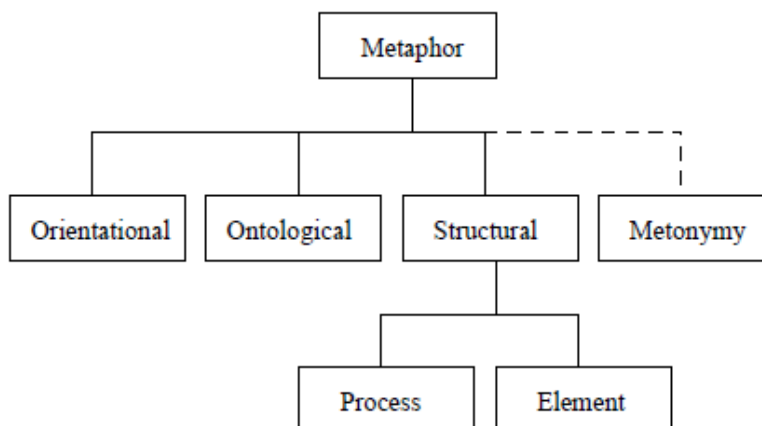 Metaphor
Orientational
Ontological
Structural
Metonymy
Process
Element